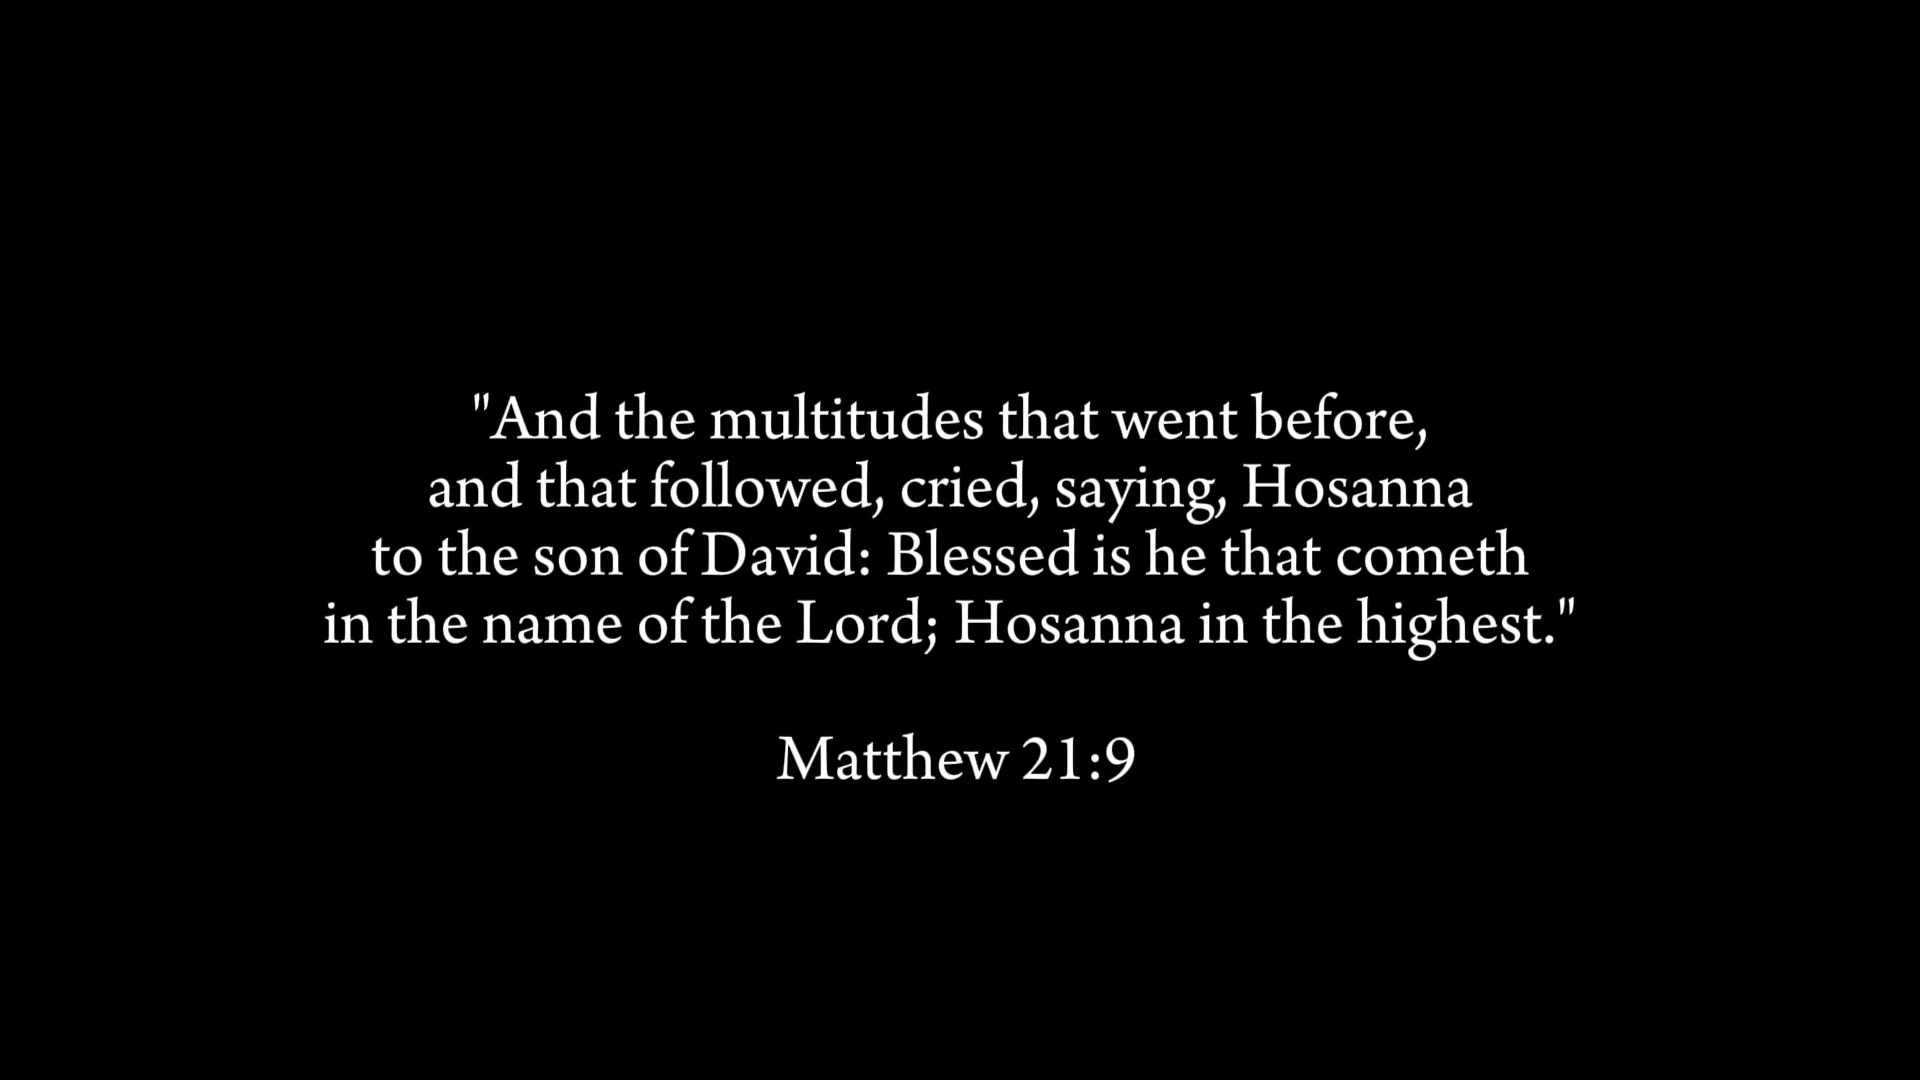 "And the multitudes that went before,
and that followed, cried, saying, Hosanna
to the son of David: Blessed is he that cometh
in the name of the Lord; Hosanna in the highest."
Matthew 21:9